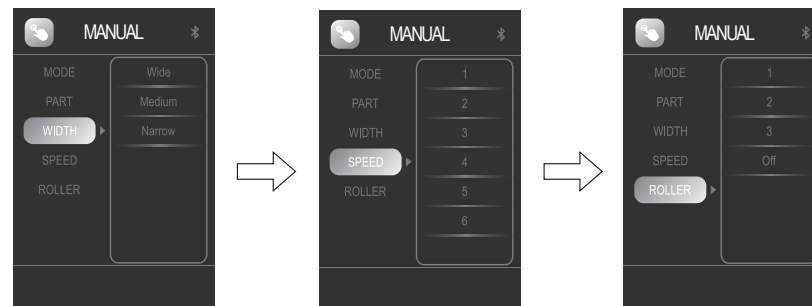 MANUAL
MODE
PART
WIDTH
SPEED
ROLLER
Wide
Medium
Narrow
MANUAL
MODE
PART
WIDTH
SPEED
ROLLER
1
2
3
4
5
6
MANUAL
MODE
PART
WIDTH
SPEED
ROLLER
1
2
3
Off